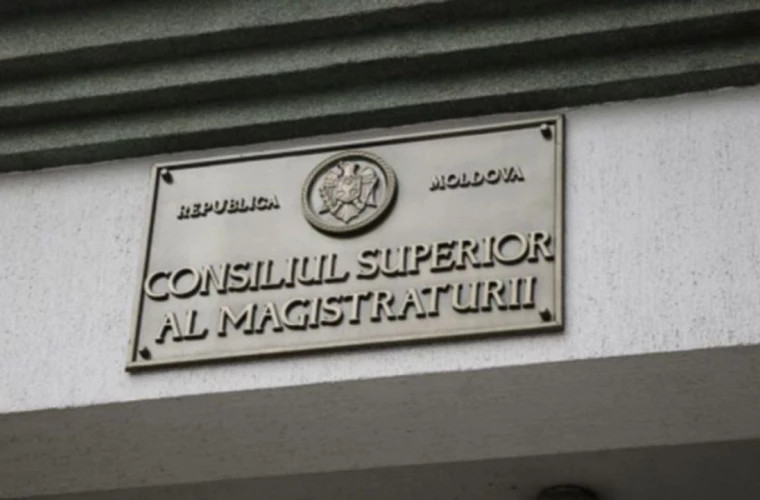 REPUBLICA MOLDOVA
CONSILIUL SUPERIOR
AL MAGISTRATURII